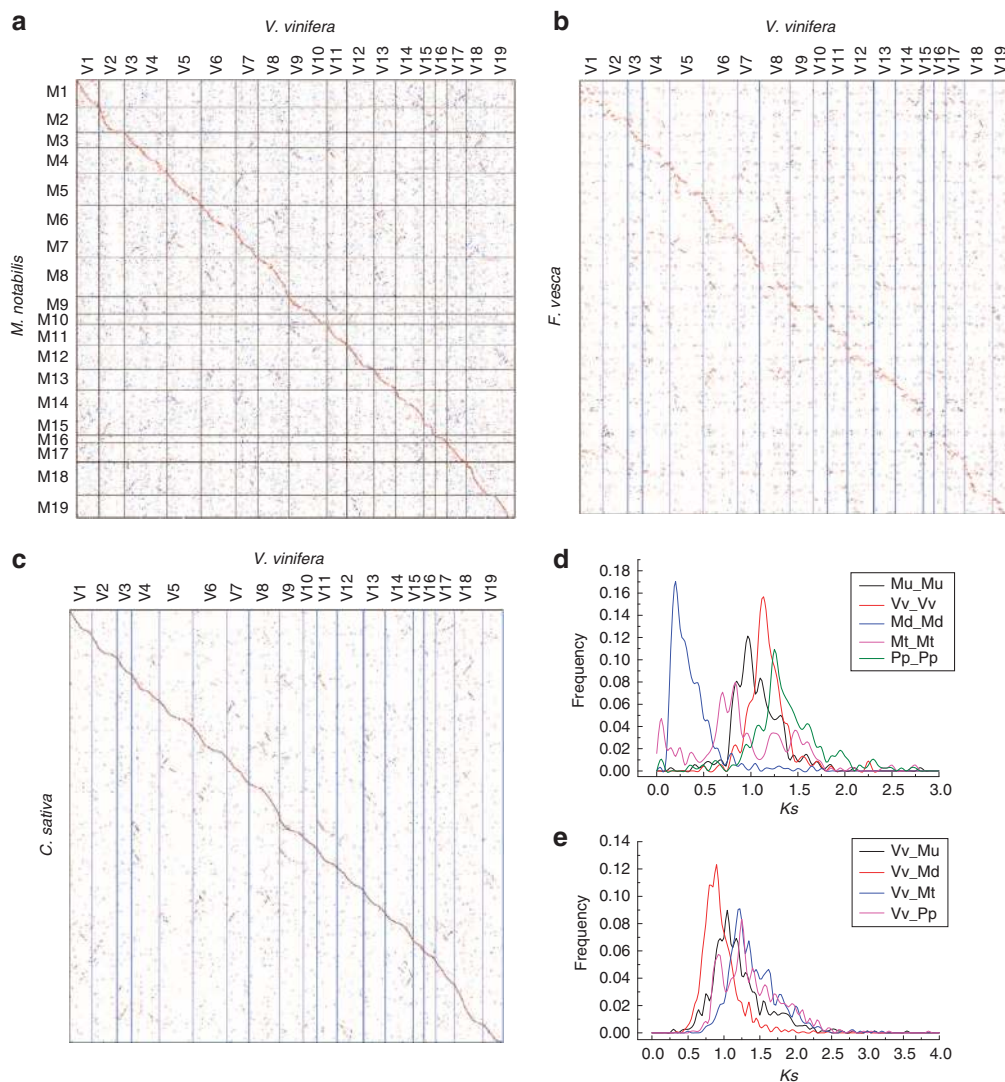 a
V. vinifera
V1 V2 V3 V4 V5 V6 V7 V8 V9 V10 V11 V12 V13 V14 V15 V16 V17 V18 V19
M. notabilis
M1
M2
M3
M4
M5
M6
M7
M8
M9
M10
M11
M12
M13
M14
M15
M16
M17
M18
M19
b
V. vinifera
V1 V2 V3 V4 V5 V6 V7 V8 V9 V10 V11 V12 V13 V14 V15 V16 V17 V18 V19
F. vesca
c
V. vinifera
V1 V2 V3 V4 V5 V6 V7 V8 V9 V10 V11 V12 V13 V14 V15 V16 V17 V18 V19
C. sativa
d
Frequency
0.18
0.16
0.14
0.12
0.10
0.08
0.06
0.04
0.02
0.00
Mu_Mu
Vv_Vv
Md_Md
Mt_Mt
Pp_Pp
0.0 0.5 1.0 1.5 2.0 2.5 3.0
Ks
e
Frequency
0.14
0.12
0.10
0.08
0.06
0.04
0.02
0.00
Vv_Mu
Vv_Md
Vv_Mt
Vv_Pp
0.0 0.5 1.0 1.5 2.0 2.5 3.0 3.5 4.0
Ks